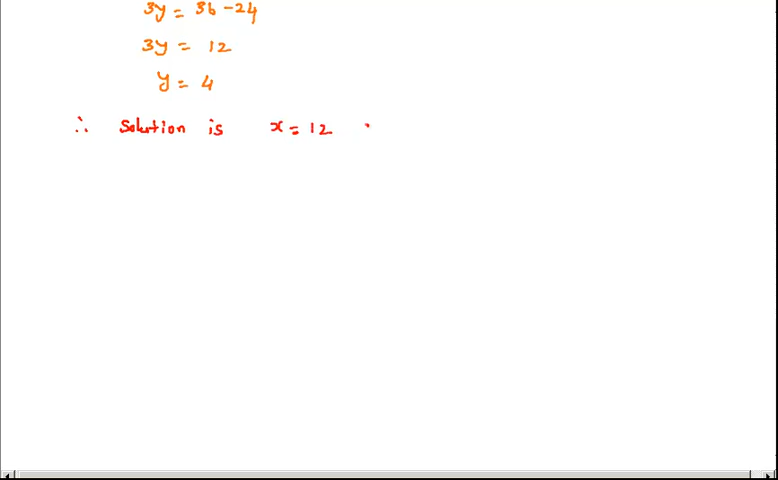 3y = 36 - 24
3y = 12
y = 4
∴ Solution is x = 12